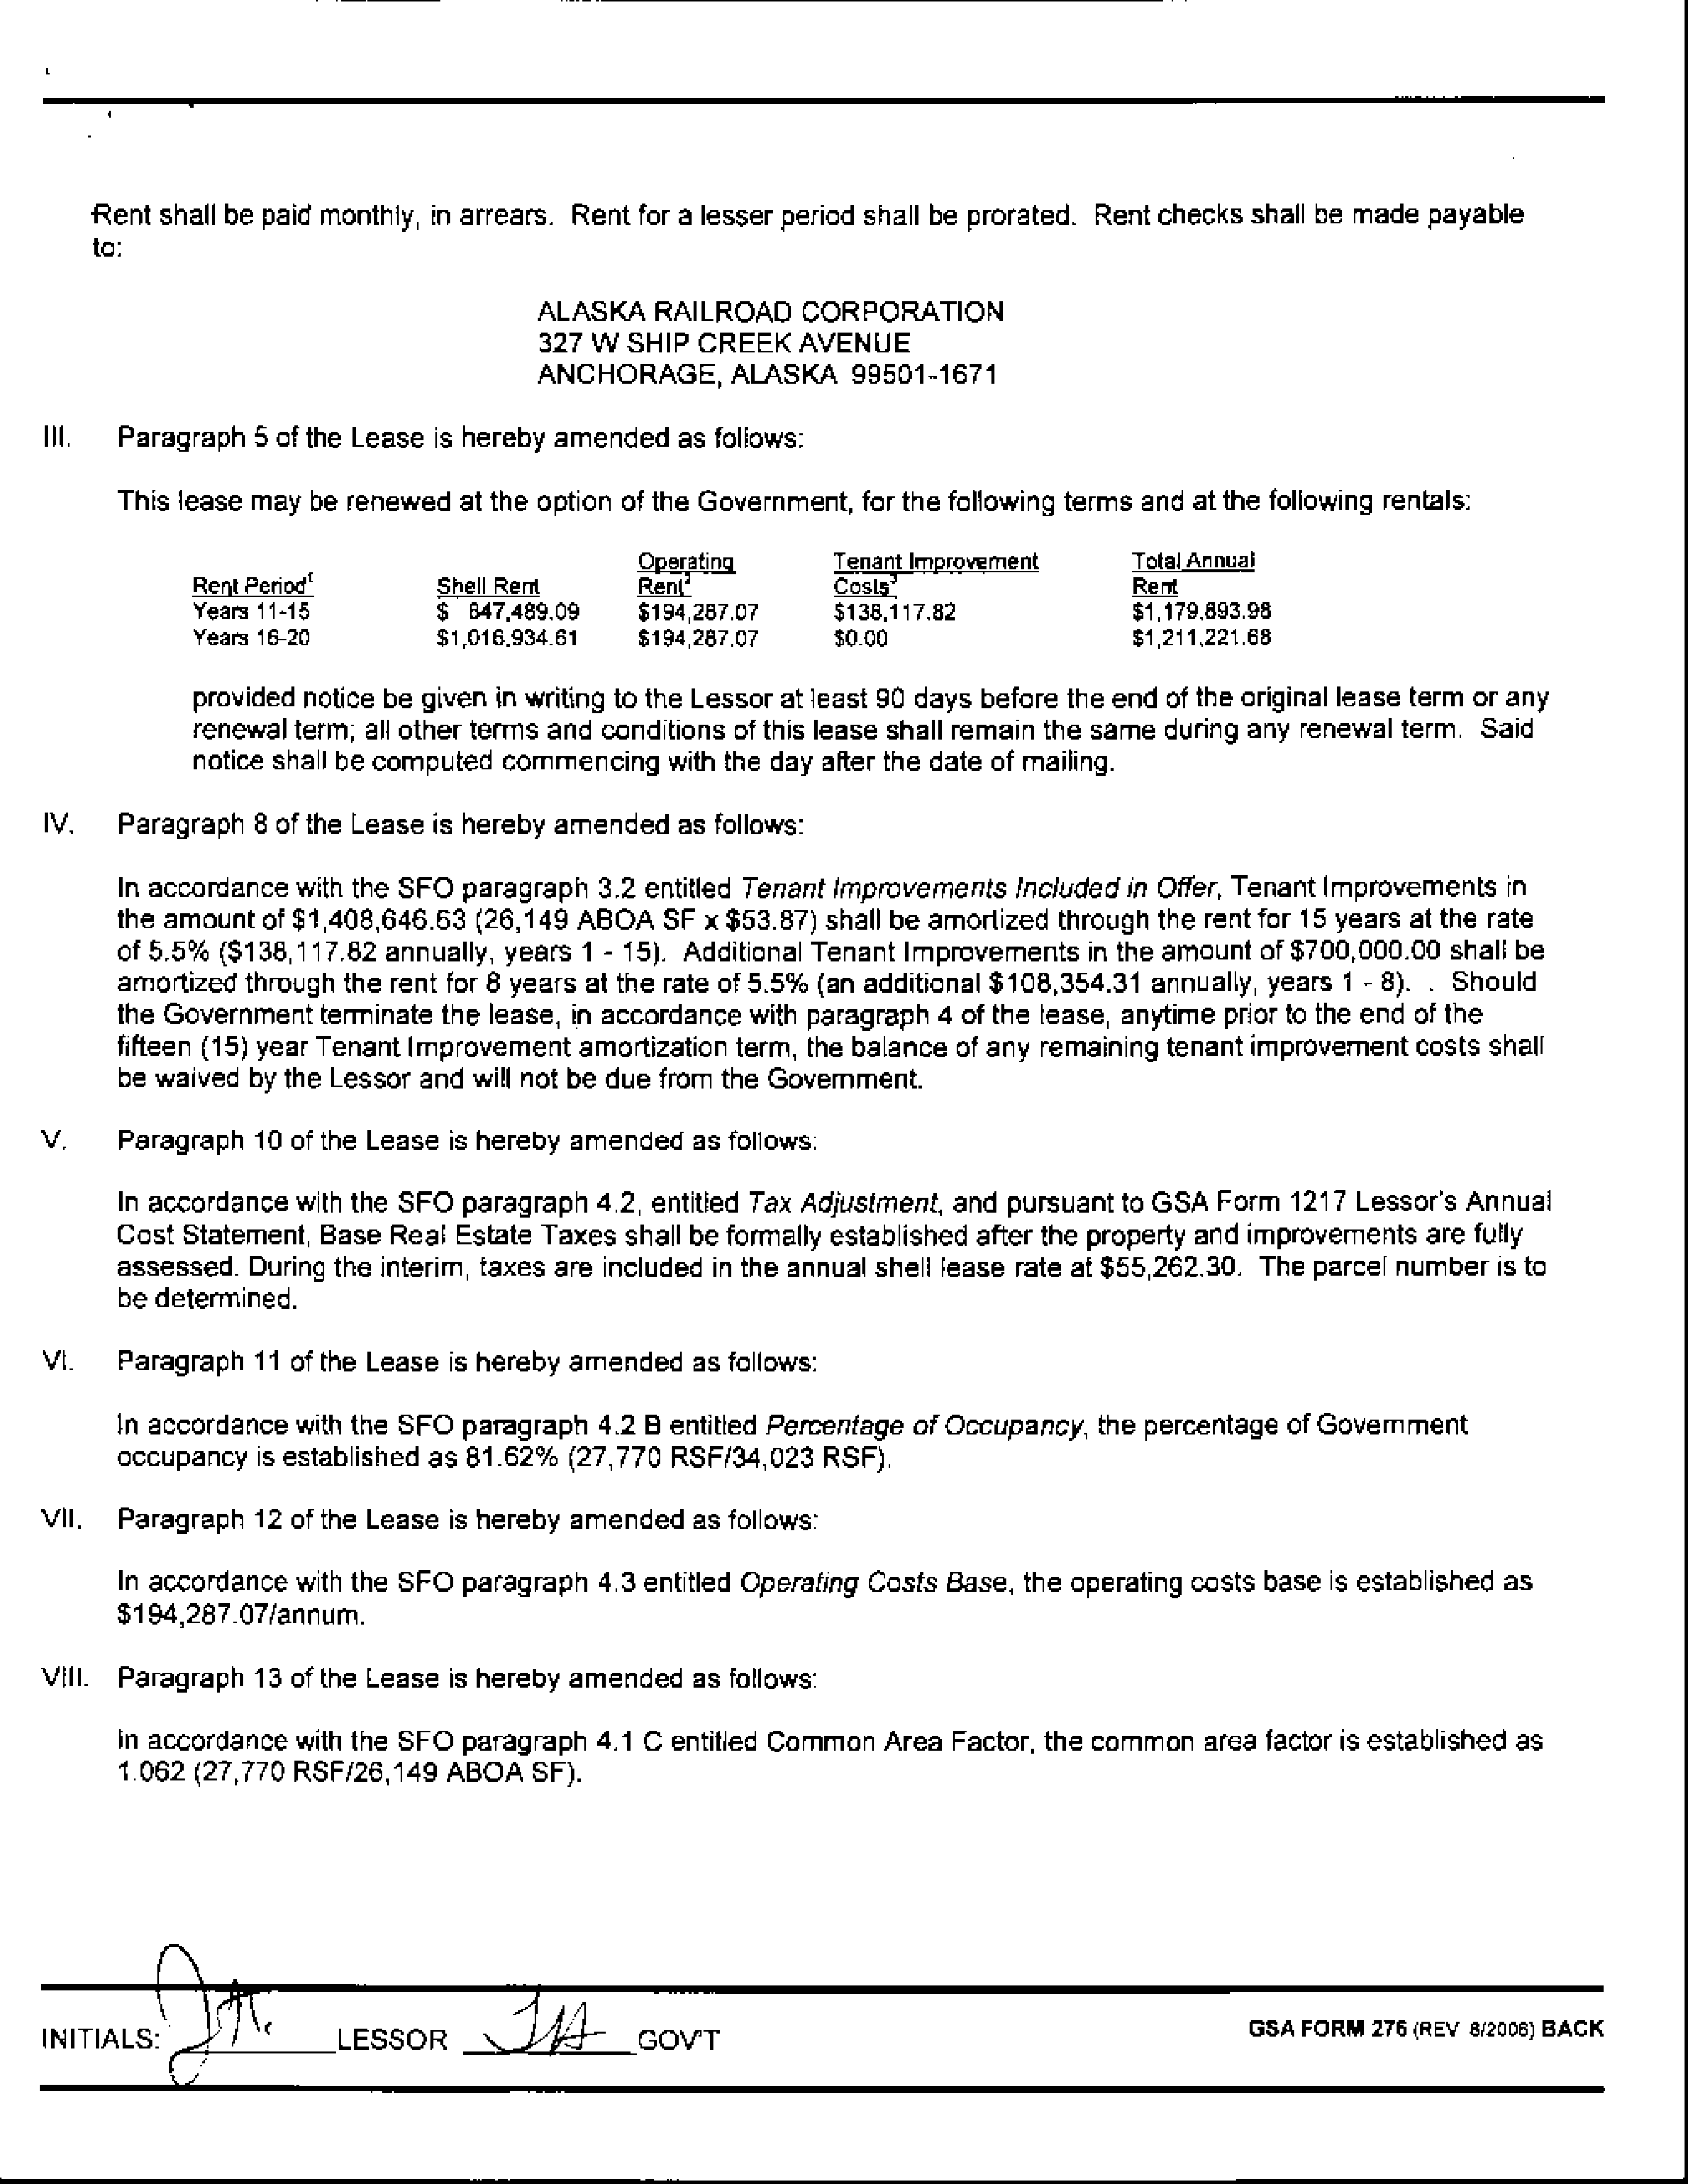 Rent shall be paid monthly, in arrears. Rent for a lesser period shall be prorated. Rent checks shall be made payable
to:
ALASKA RAILROAD CORPORATION
327 W SHIP CREEK AVENUE
ANCHORAGE, ALASKA 99501-1671
III. Paragraph 5 of the Lease is hereby amended as follows:
This lease may be renewed at the option of the Government, for the following terms and at the following rentals:
Operating Tenant Improvement Total Annual
Rent Period¹ Shell Rent Rent² Costs³ Rent
Years 11-15 $ 847,489.09 $194,287.07 $138,117.82 $1,179,893.98
Years 16-20 $1,016,934.61 $194,287.07 $0.00 $1,211,221.68
provided notice be given in writing to the Lessor at least 90 days before the end of the original lease term or any
renewal term; all other terms and conditions of this lease shall remain the same during any renewal term. Said
notice shall be computed commencing with the day after the date of mailing.
IV. Paragraph 8 of the Lease is hereby amended as follows:
In accordance with the SFO paragraph 3.2 entitled Tenant Improvements Included in Offer, Tenant Improvements in
the amount of $1,408,646.63 (26,149 ABOA SF x $53.87) shall be amortized through the rent for 15 years at the rate
of 5.5% ($138,117.82 annually, years 1 - 15). Additional Tenant Improvements in the amount of $700,000.00 shall be
amortized through the rent for 8 years at the rate of 5.5% (an additional $108,354.31 annually, years 1 - 8). . Should
the Government terminate the lease, in accordance with paragraph 4 of the lease, anytime prior to the end of the
fifteen (15) year Tenant Improvement amortization term, the balance of any remaining tenant improvement costs shall
be waived by the Lessor and will not be due from the Government.
V. Paragraph 10 of the Lease is hereby amended as follows:
In accordance with the SFO paragraph 4.2, entitled Tax Adjustment, and pursuant to GSA Form 1217 Lessor's Annual
Cost Statement, Base Real Estate Taxes shall be formally established after the property and improvements are fully
assessed. During the interim, taxes are included in the annual shell lease rate at $55,262.30. The parcel number is to
be determined.
VI. Paragraph 11 of the Lease is hereby amended as follows:
In accordance with the SFO paragraph 4.2 B entitled Percentage of Occupancy, the percentage of Government
occupancy is established as 81.62% (27,770 RSF/34,023 RSF).
VII. Paragraph 12 of the Lease is hereby amended as follows:
In accordance with the SFO paragraph 4.3 entitled Operating Costs Base, the operating costs base is established as
$194,287.07/annum.
VIII. Paragraph 13 of the Lease is hereby amended as follows:
In accordance with the SFO paragraph 4.1 C entitled Common Area Factor, the common area factor is established as
1.062 (27,770 RSF/26,149 ABOA SF).
INITIALS: LESSOR GOV'T GSA FORM 276 (REV 8/2006) BACK